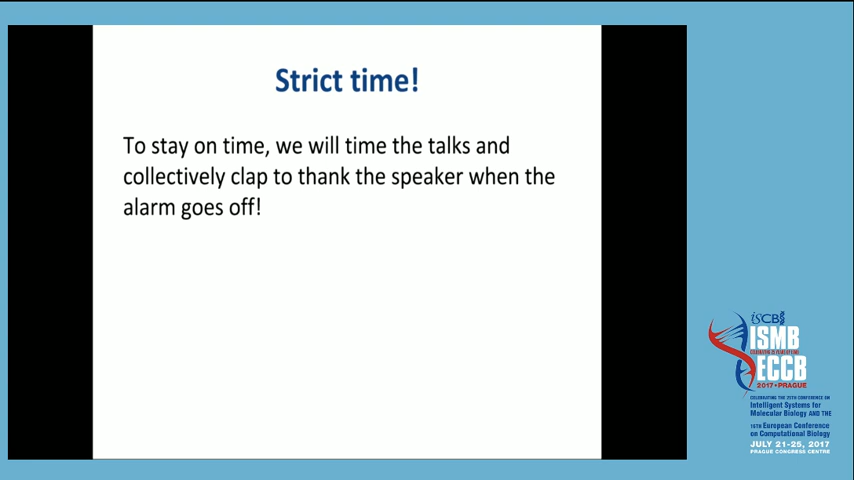 Strict time!
To stay on time, we will time the talks and
collectively clap to thank the speaker when the
alarm goes off!
iSCB
ISMB
ECCB
2017 • PRAGUE
CELEBRATING THE 25TH CONFERENCE ON
Intelligent Systems for
Molecular Biology AND THE
16TH European Conference
on Computational Biology
JULY 21-25, 2017
PRAGUE CONGRESS CENTRE